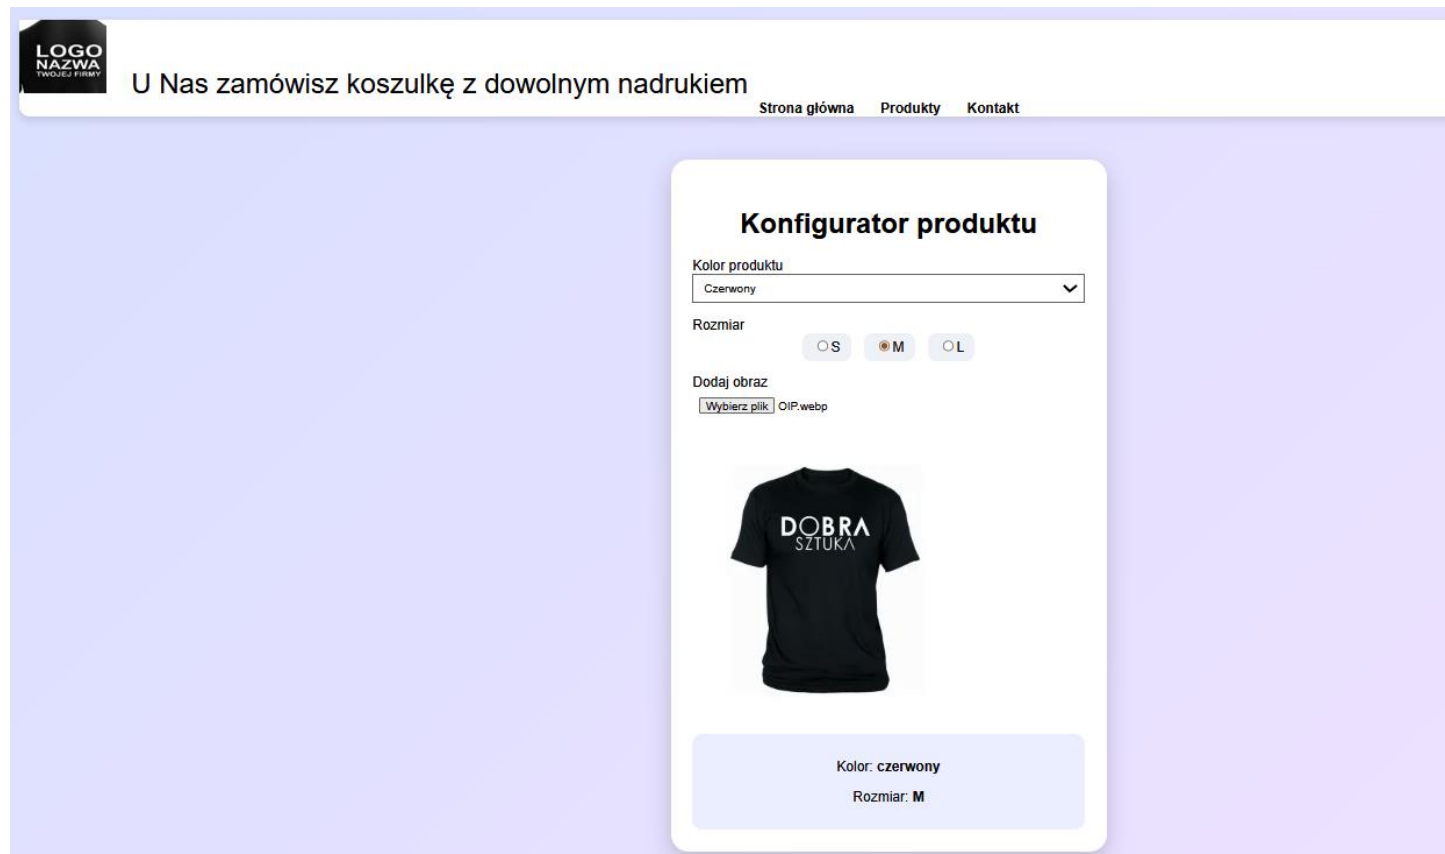 LOGO
NAZWA
TWOJEJ FIRMY
U Nas zamówisz koszulkę z dowolnym nadrukiem
Strona główna Produkty Kontakt
Konfigurator produktu
Kolor produktu
Czerwony
Rozmiar
S M L
Dodaj obraz
Wybierz plik OIP.webp
DOBRA
SZTUKA
Kolor: czerwony
Rozmiar: M